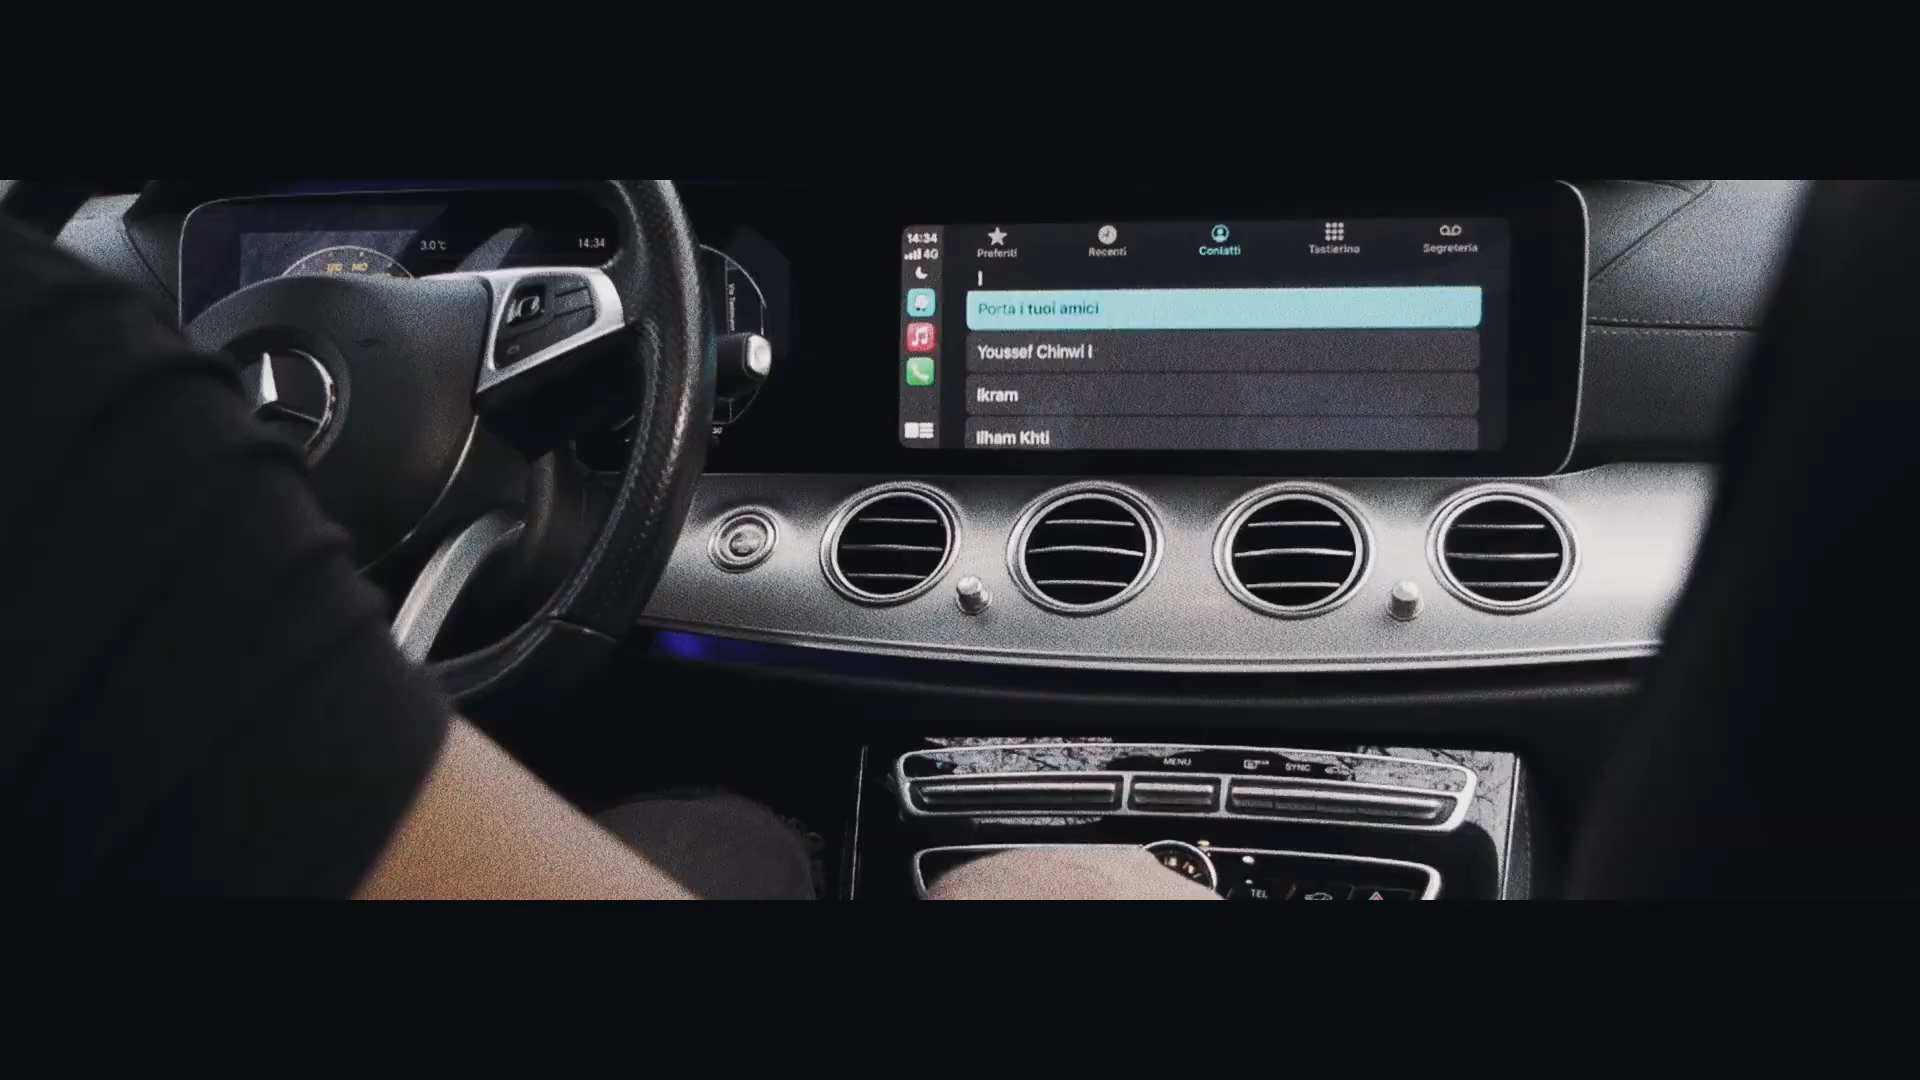 3.0°C
14:34
14:34
4G
Preferiti
Recenti
Contatti
Tastierino
Segreteria
I
Porta i tuoi amici
Youssef Chinwi I
Ikram
Ilham Khti
MENU
SYNC
TEL